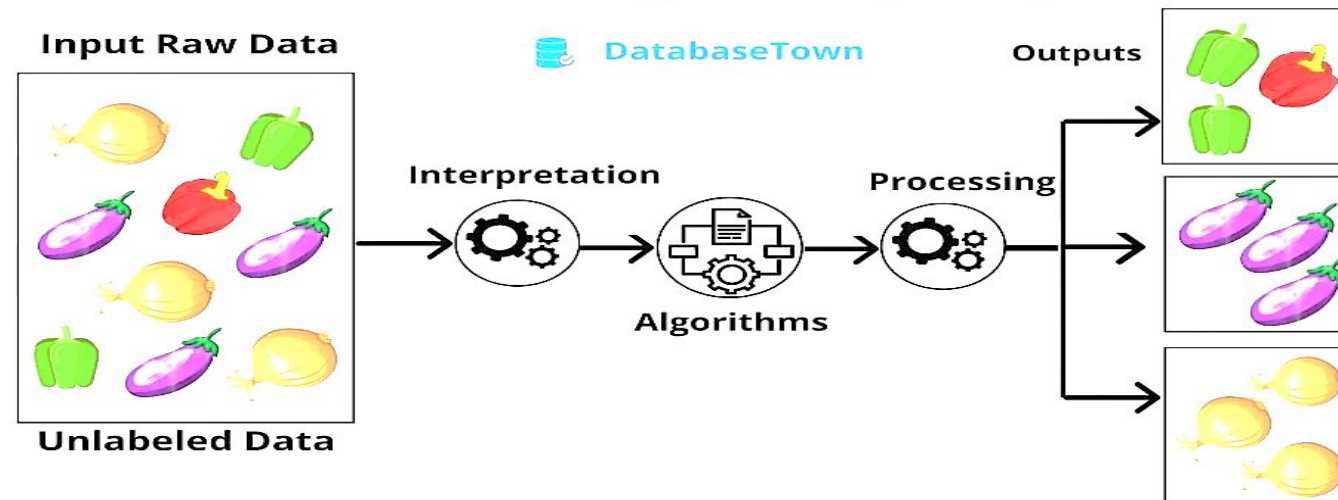 Input Raw Data
DatabaseTown
Outputs
Interpretation
Processing
Algorithms
Unlabeled Data